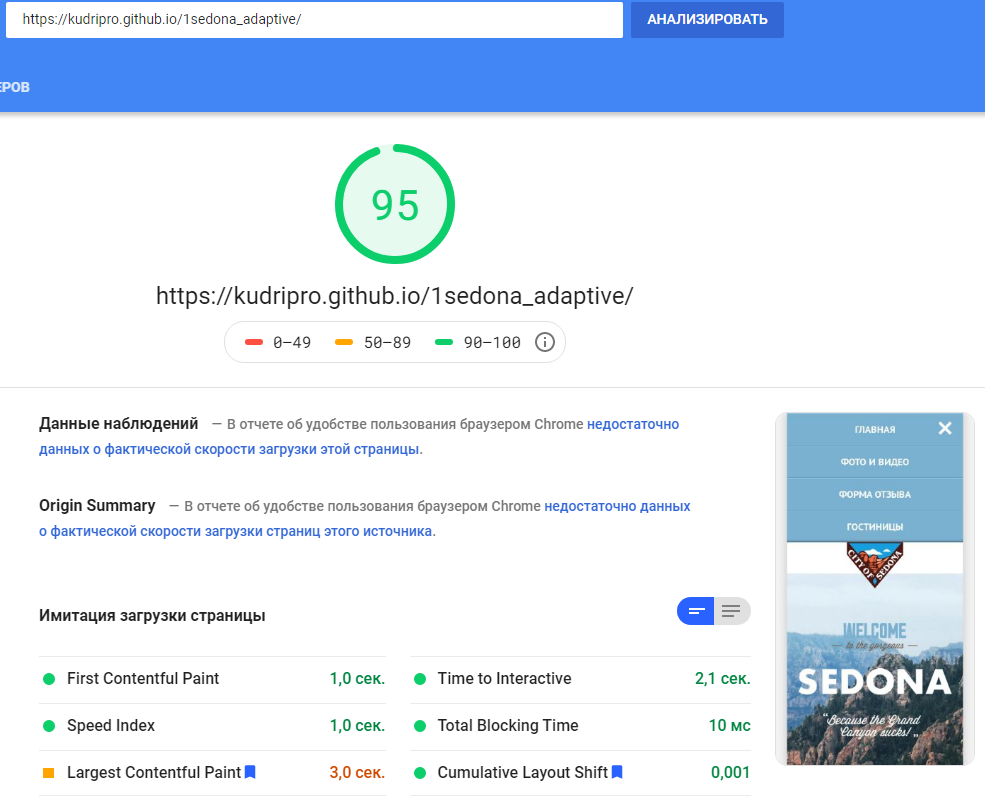 https://kudripro.github.io/1sedona_adaptive/
АНАЛИЗИРОВАТЬ
ЕРОВ
95
https://kudripro.github.io/1sedona_adaptive/
0–49 50–89 90–100
Данные наблюдений — В отчете об удобстве пользования браузером Chrome недостаточно
данных о фактической скорости загрузки этой страницы.
Origin Summary — В отчете об удобстве пользования браузером Chrome недостаточно данных
о фактической скорости загрузки страниц этого источника.
Имитация загрузки страницы
First Contentful Paint 1,0 сек.
Time to Interactive 2,1 сек.
Speed Index 1,0 сек.
Total Blocking Time 10 мс
Largest Contentful Paint 3,0 сек.
Cumulative Layout Shift 0,001
ГЛАВНАЯ
ФОТО И ВИДЕО
ФОРМА ОТЗЫВА
ГОСТИНИЦЫ
CITY OF SEDONA
WELCOME
— to the gorgeous —
SEDONA
“Because the Grand
Canyon sucks! „